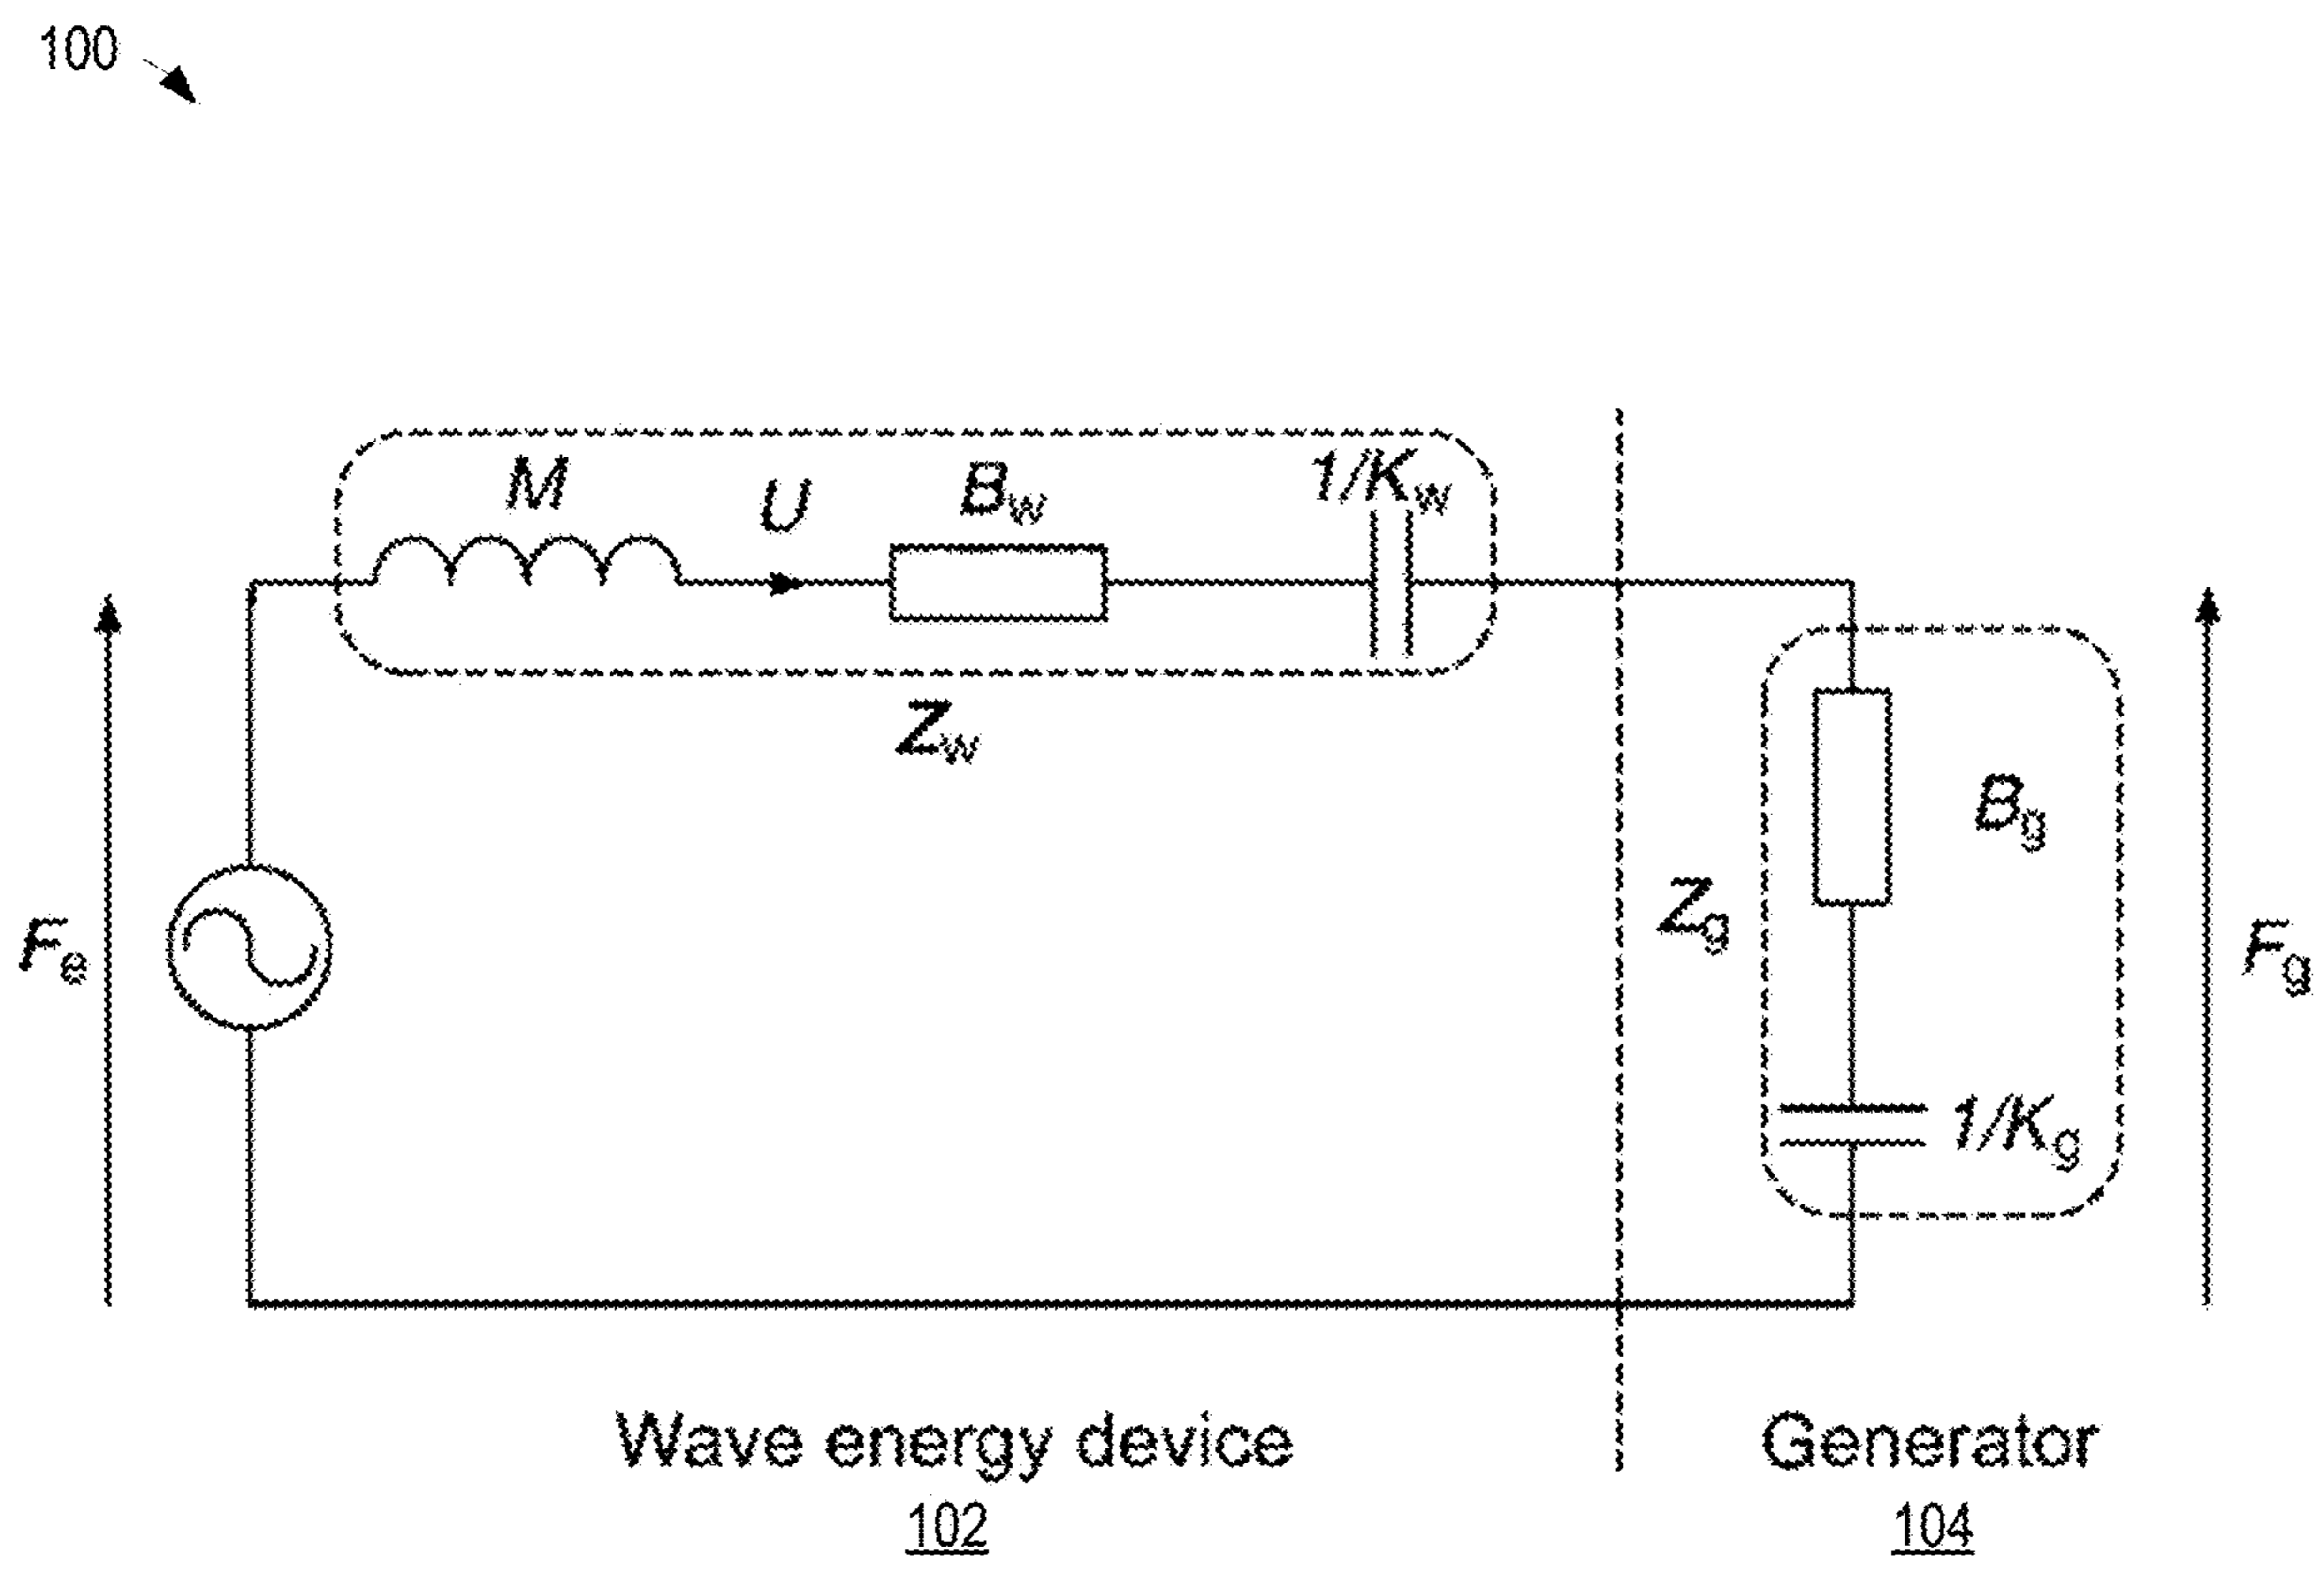 100
M
U
Bw
1/Kw
Zw
Bg
Zg
Fe
Fg
1/Kg
Wave energy device
Generator
102
104